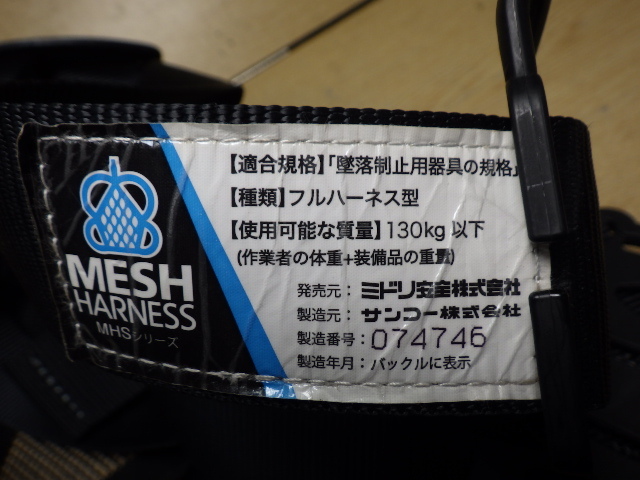 MESH
HARNESS
MHSシリーズ
【適合規格】「墜落制止用器具の規格」
【種類】フルハーネス型
【使用可能な質量】130kg 以下
(作業者の体重+装備品の重量)
発売元：ミドリ安全株式会社
製造元：サンコー株式会社
製造番号：074746
製造年月：バックルに表示